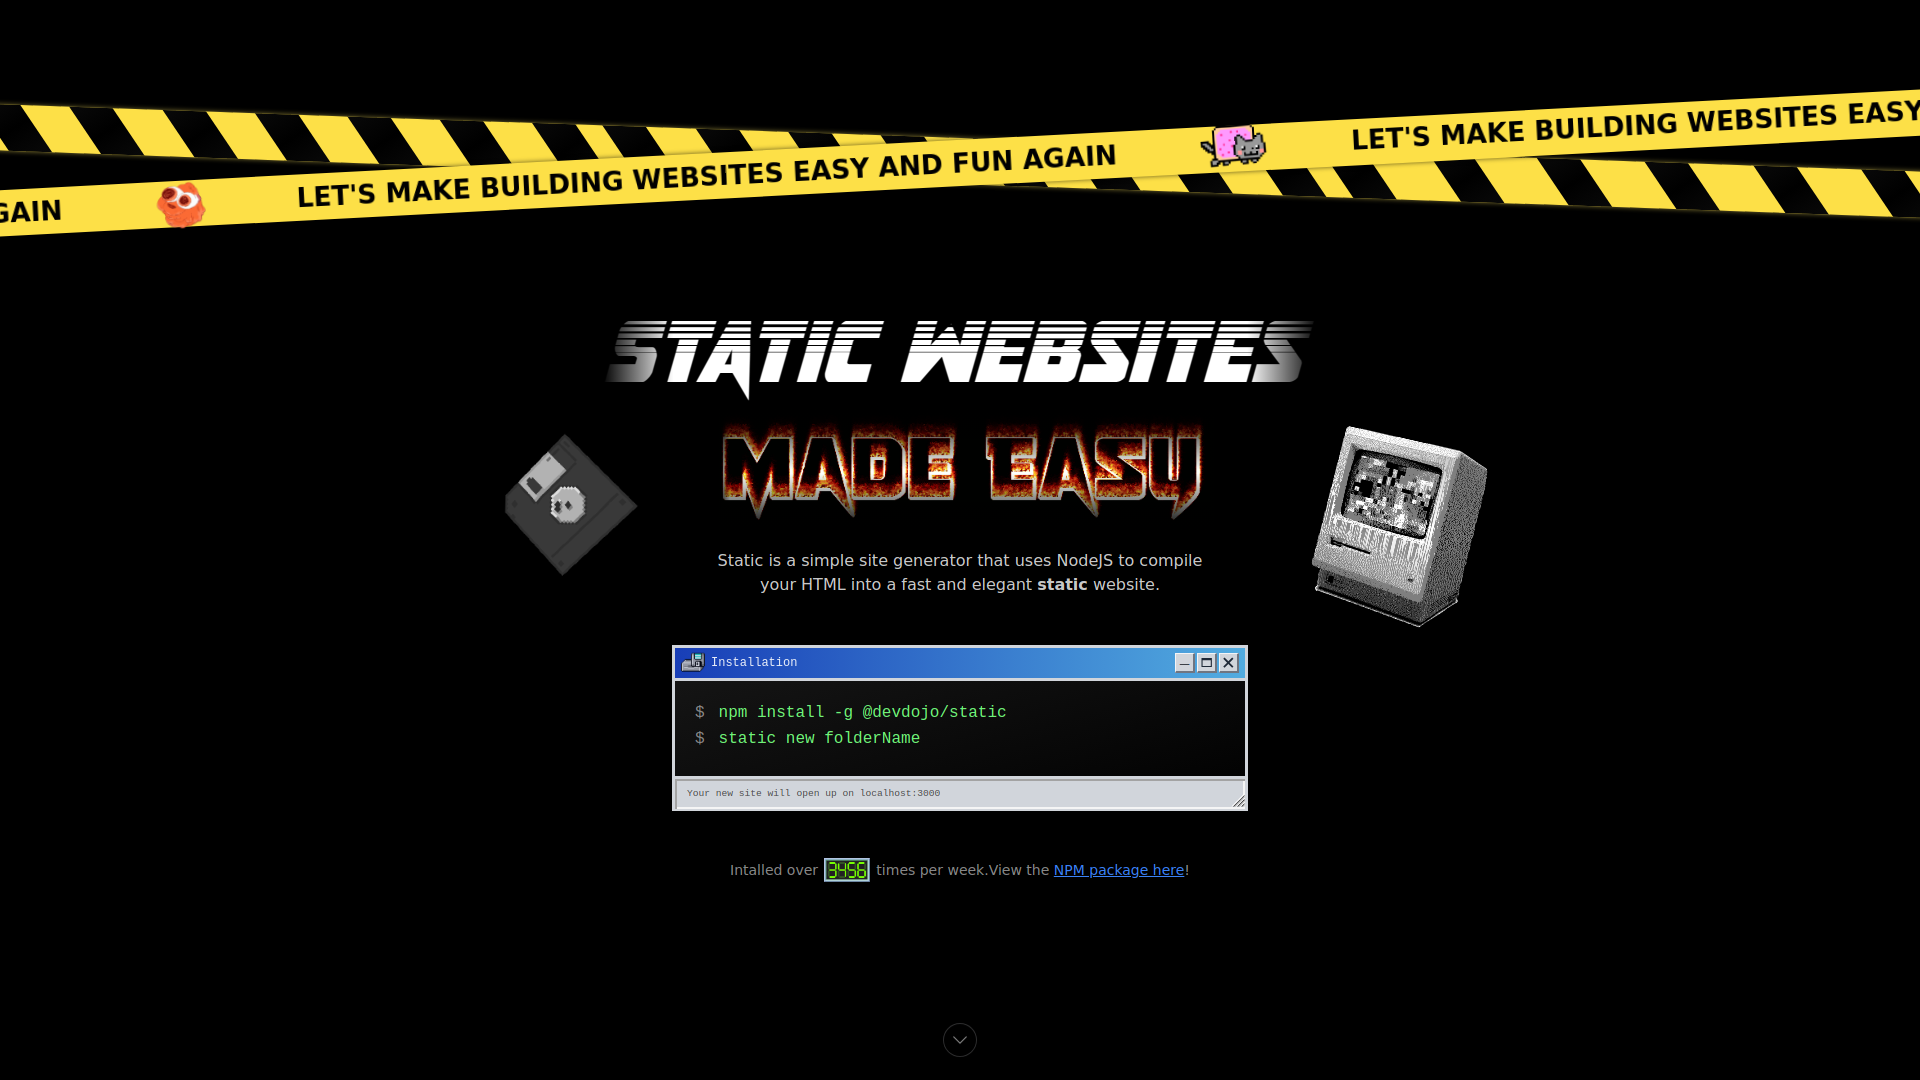 LET'S MAKE BUILDING WEBSITES EASY
GAIN
LET'S MAKE BUILDING WEBSITES EASY AND FUN AGAIN
STATIC WEBSITES
MADE EASY
Static is a simple site generator that uses NodeJS to compile
your HTML into a fast and elegant static website.
Installation
$ npm install -g @devdojo/static
$ static new folderName
Your new site will open up on localhost:3000
Intalled over 3456 times per week.View the NPM package here!